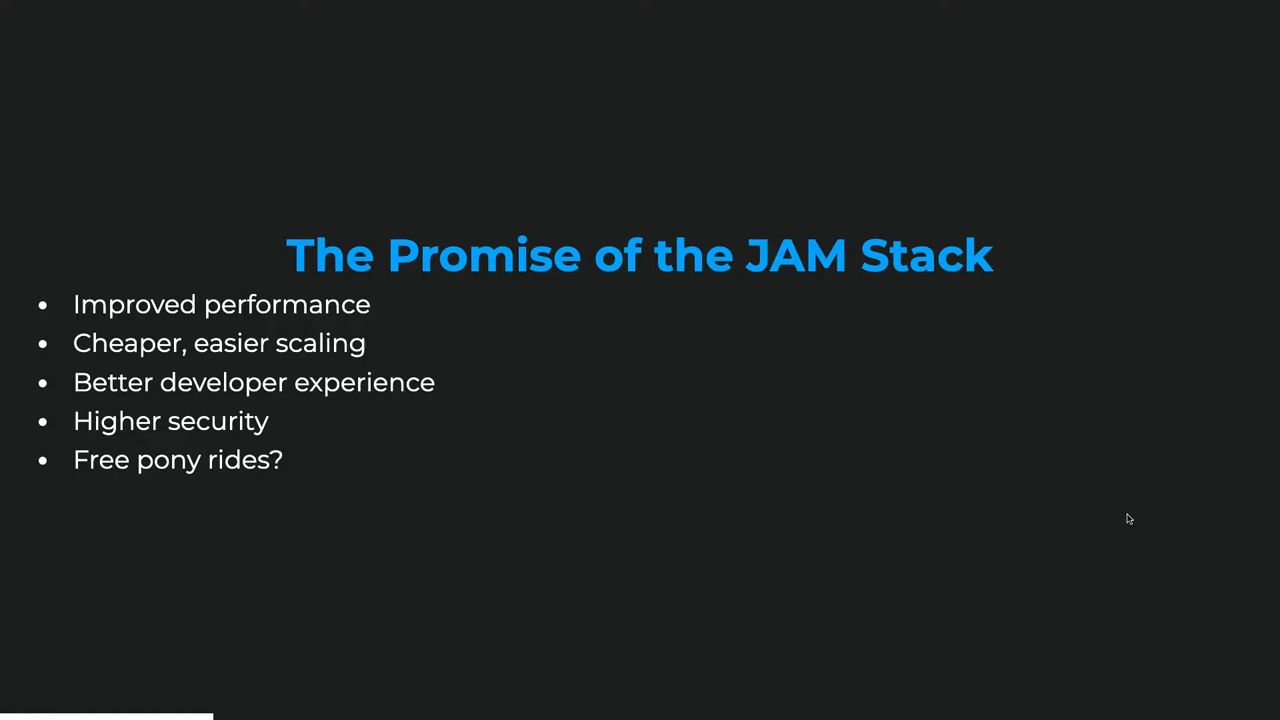 The Promise of the JAM Stack
• Improved performance
• Cheaper, easier scaling
• Better developer experience
• Higher security
• Free pony rides?